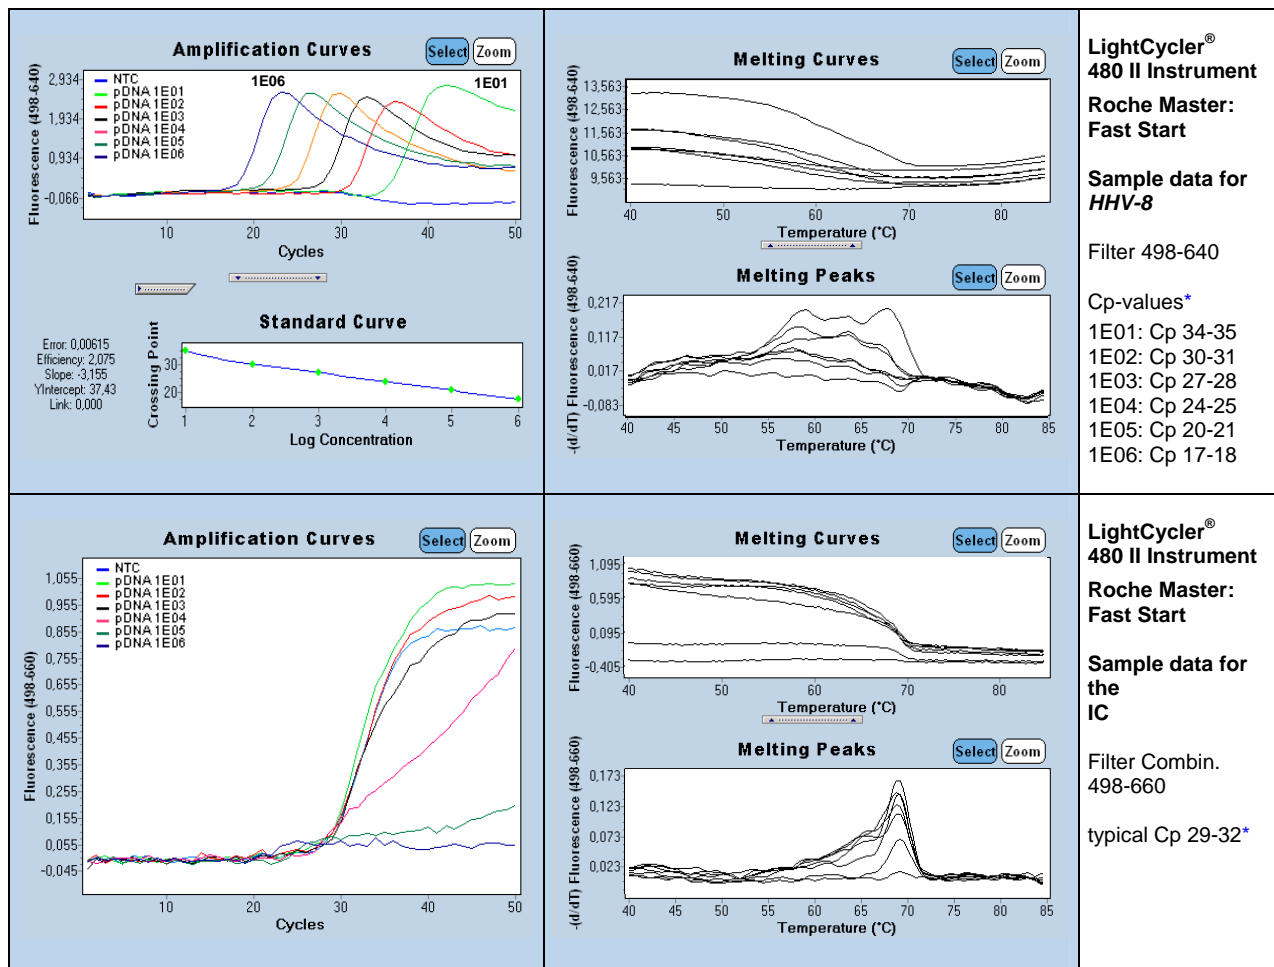 Amplification Curves
Select Zoom
Fluorescence (498-640)
2,934
1,934
0,934
-0,066
NTC
pDNA 1E01
pDNA 1E02
pDNA 1E03
pDNA 1E04
pDNA 1E05
pDNA 1E06
1E06
1E01
10 20 30 40 50
Cycles
Standard Curve
Error: 0,00615
Efficiency: 2,075
Slope: -3,155
YIntercept: 37,43
Link: 0,000
Crossing Point
30
20
1 2 3 4 5 6
Log Concentration
Melting Curves
Select Zoom
Fluorescence (498-640)
13,563
12,563
11,563
10,563
9,563
40 50 60 70 80
Temperature (°C)
Melting Peaks
Select Zoom
-(d/dT) Fluorescence (498-640)
0,217
0,117
0,017
-0,083
40 45 50 55 60 65 70 75 80 85
Temperature (°C)
LightCycler®
480 II Instrument
Roche Master:
Fast Start
Sample data for
HHV-8
Filter 498-640
Cp-values*
1E01: Cp 34-35
1E02: Cp 30-31
1E03: Cp 27-28
1E04: Cp 24-25
1E05: Cp 20-21
1E06: Cp 17-18
Amplification Curves
Select Zoom
Fluorescence (498-660)
1,055
0,955
0,855
0,755
0,655
0,555
0,455
0,355
0,255
0,155
0,055
-0,045
NTC
pDNA 1E01
pDNA 1E02
pDNA 1E03
pDNA 1E04
pDNA 1E05
pDNA 1E06
10 20 30 40 50
Cycles
Melting Curves
Select Zoom
Fluorescence (498-660)
1,095
0,595
0,095
-0,405
40 50 60 70 80
Temperature (°C)
Melting Peaks
Select Zoom
-(d/dT) Fluorescence (498-660)
0,173
0,123
0,073
0,023
40 45 50 55 60 65 70 75 80 85
Temperature (°C)
LightCycler®
480 II Instrument
Roche Master:
Fast Start
Sample data for
the
IC
Filter Combin.
498-660
typical Cp 29-32*